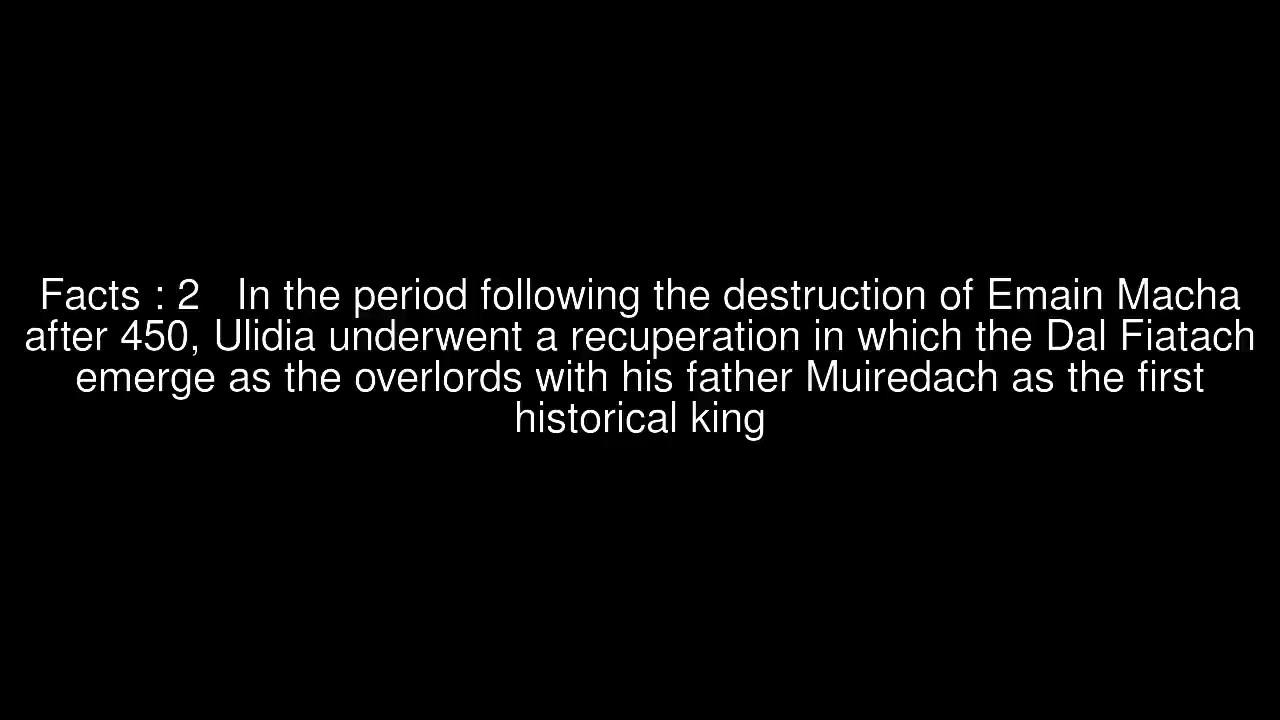 Facts : 2   In the period following the destruction of Emain Macha
after 450, Ulidia underwent a recuperation in which the Dal Fiatach
emerge as the overlords with his father Muiredach as the first
historical king